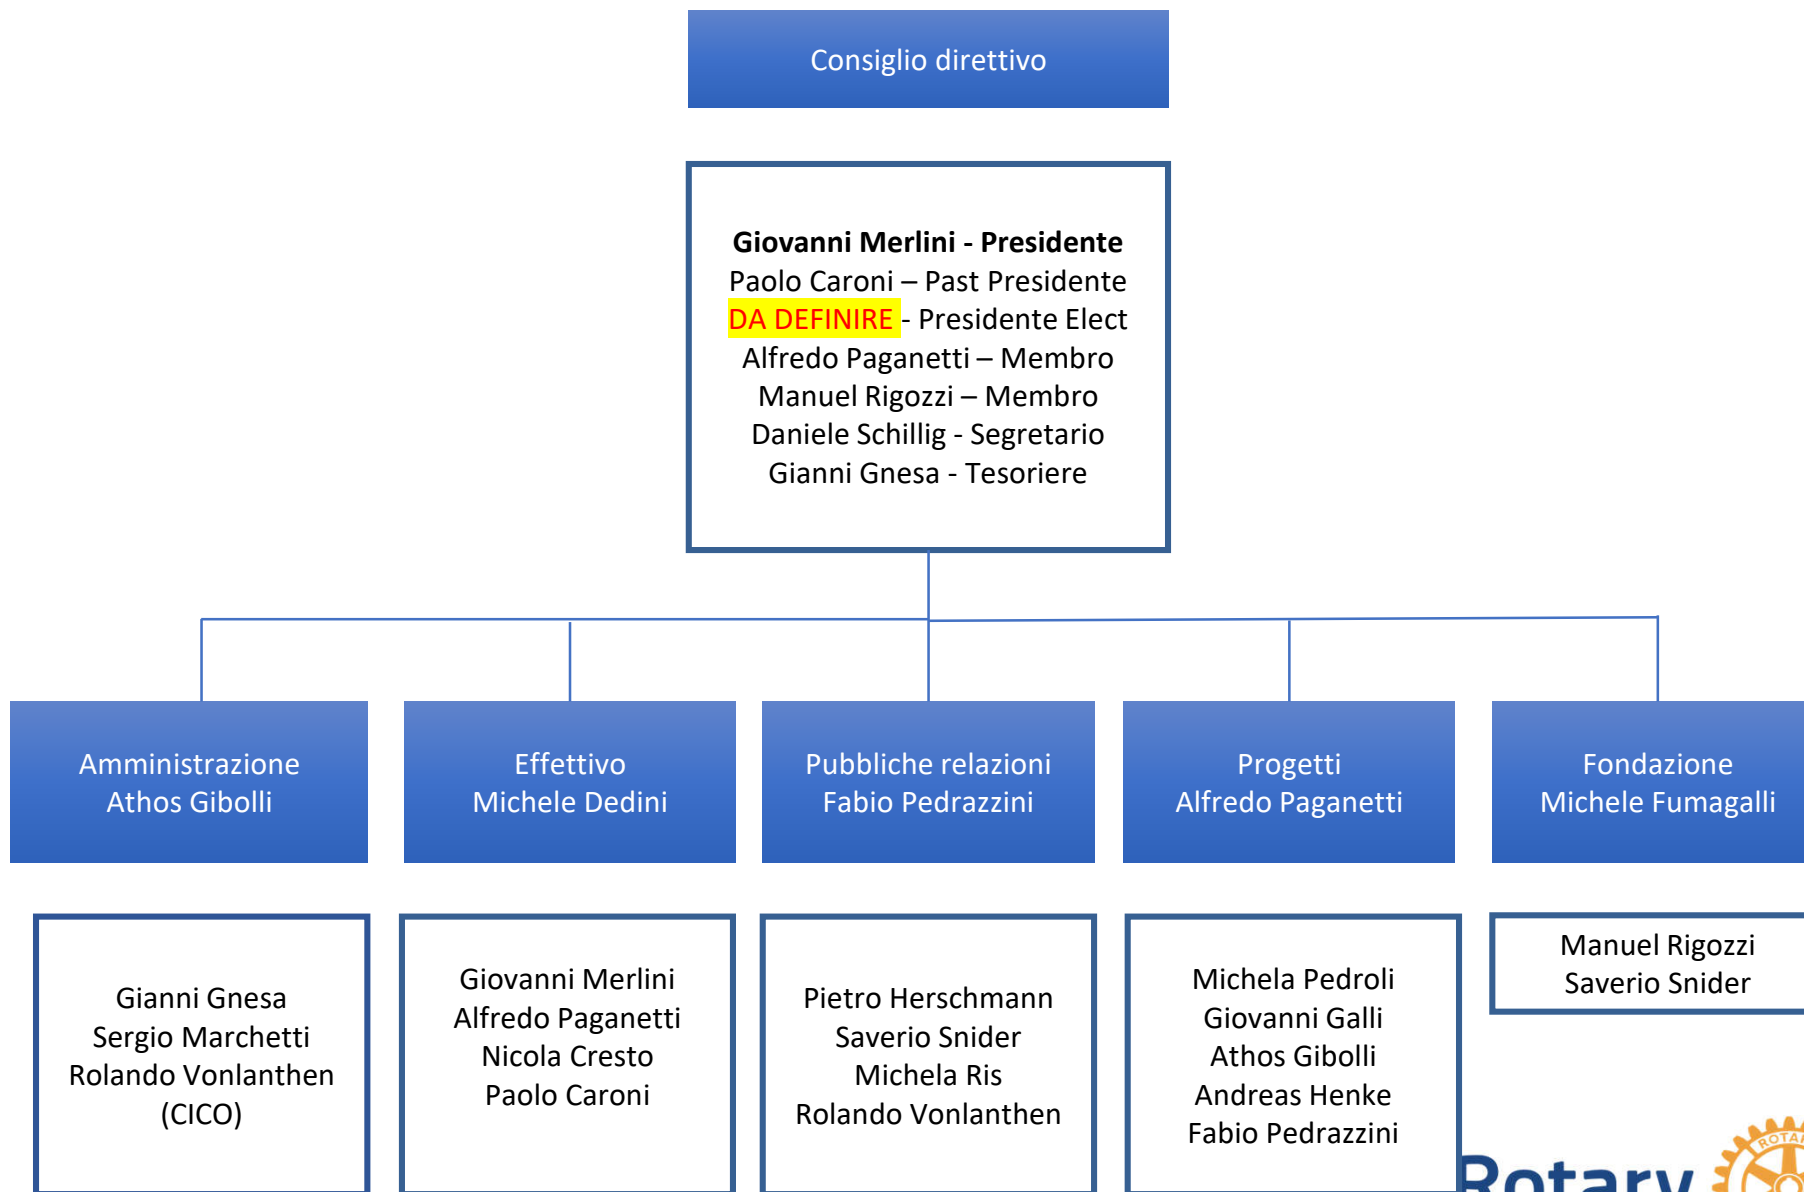 Consiglio direttivo
Giovanni Merlini - Presidente
Paolo Caroni – Past Presidente
DA DEFINIRE - Presidente Elect
Alfredo Paganetti – Membro
Manuel Rigozzi – Membro
Daniele Schillig - Segretario
Gianni Gnesa - Tesoriere
Amministrazione
Athos Gibolli
Effettivo
Michele Dedini
Pubbliche relazioni
Fabio Pedrazzini
Progetti
Alfredo Paganetti
Fondazione
Michele Fumagalli
Gianni Gnesa
Sergio Marchetti
Rolando Vonlanthen
(CICO)
Giovanni Merlini
Alfredo Paganetti
Nicola Cresto
Paolo Caroni
Pietro Herschmann
Saverio Snider
Michela Ris
Rolando Vonlanthen
Michela Pedroli
Giovanni Galli
Athos Gibolli
Andreas Henke
Fabio Pedrazzini
Manuel Rigozzi
Saverio Snider
Rotary